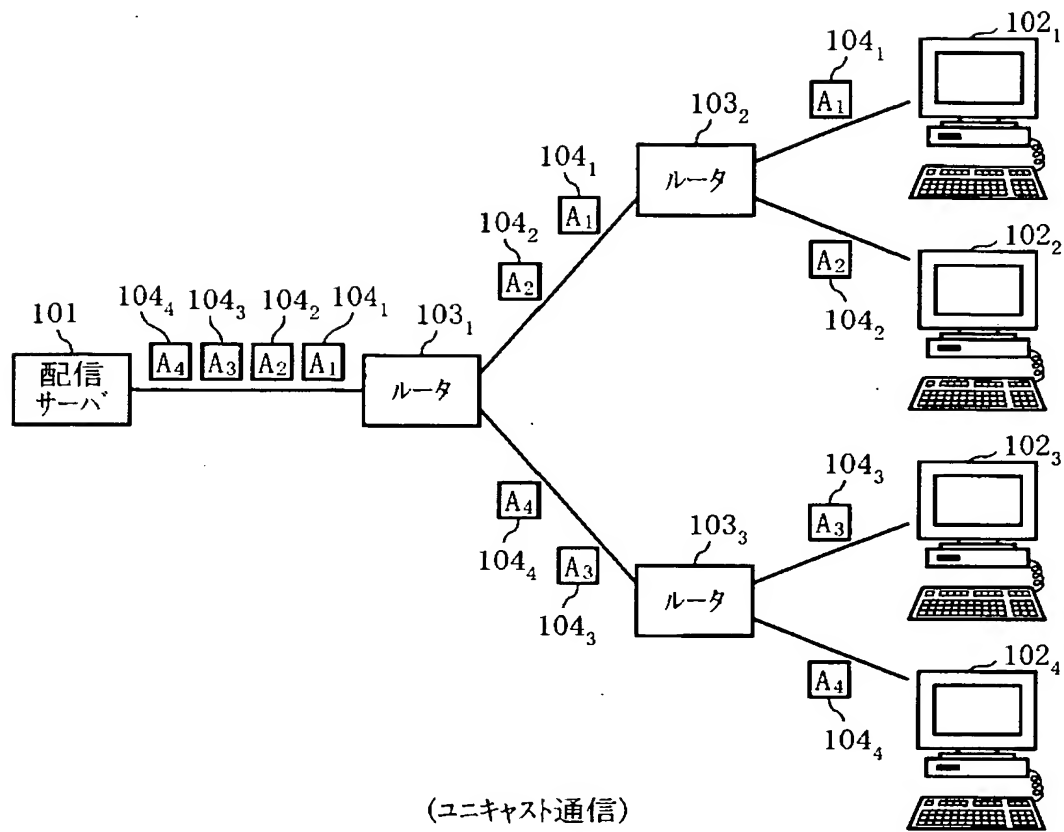 102₁
104₁
A₁
103₂
ルータ
104₁
A₁
104₂
A₂
102₂
A₂
104₂
101
配信
サーバ
104₄ 104₃ 104₂ 104₁
A₄ A₃ A₂ A₁
103₁
ルータ
102₃
104₃
A₃
A₄
104₄
A₃
104₃
103₃
ルータ
102₄
A₄
104₄
(ユニキャスト通信)